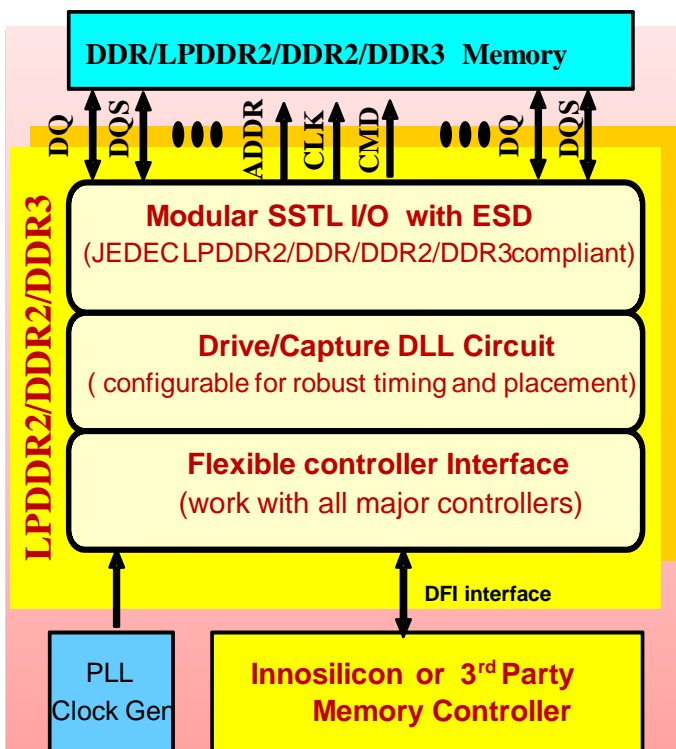 DDR/LPDDR2/DDR2/DDR3 Memory
DQ
DQS
ADDR
CLK
CMD
DQ
DQS
LPDDR2/DDR2/DDR3
Modular SSTL I/O with ESD
(JEDECLPDDR2/DDR/DDR2/DDR3compliant)
Drive/Capture DLL Circuit
( configurable for robust timing and placement)
Flexible controller Interface
(work with all major controllers)
DFI interface
PLL
Clock Gen
Innosilicon or 3rd Party
Memory Controller